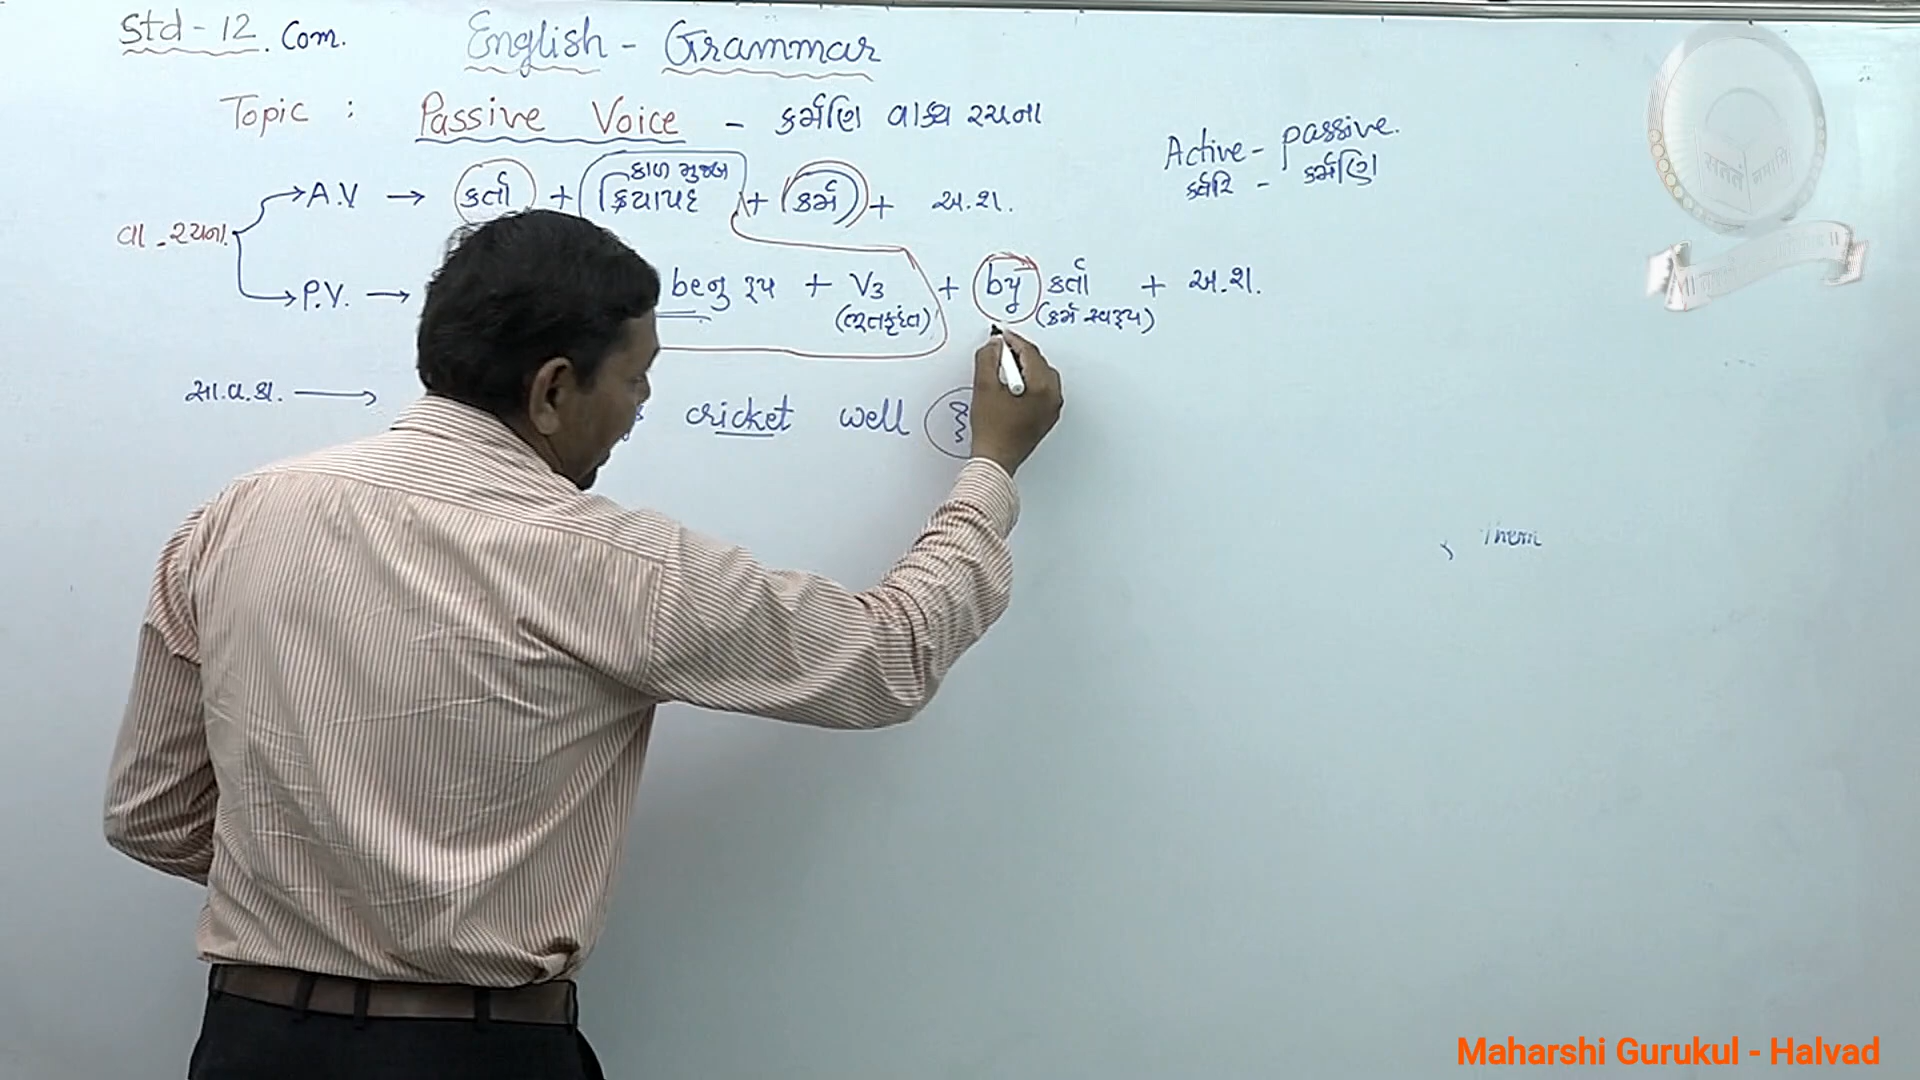 Std - 12. Com. English - Grammar
Topic : Passive Voice - કર્મણિ વાક્ય રચના
Active - passive.
કર્તરિ - કર્મણિ
કાળ મુજબ
→ A.V → કર્તા + ક્રિયાપદ + કર્મ + અ.શ.
વા. રચના
→ P.V. → beનુ રૂપ + V3 + by કર્તા + અ.શ.
(ભૂતકૃદંત) (કર્મ સ્વરૂપ)
સા.વ.કા. → cricket well
Them
Maharshi Gurukul - Halvad